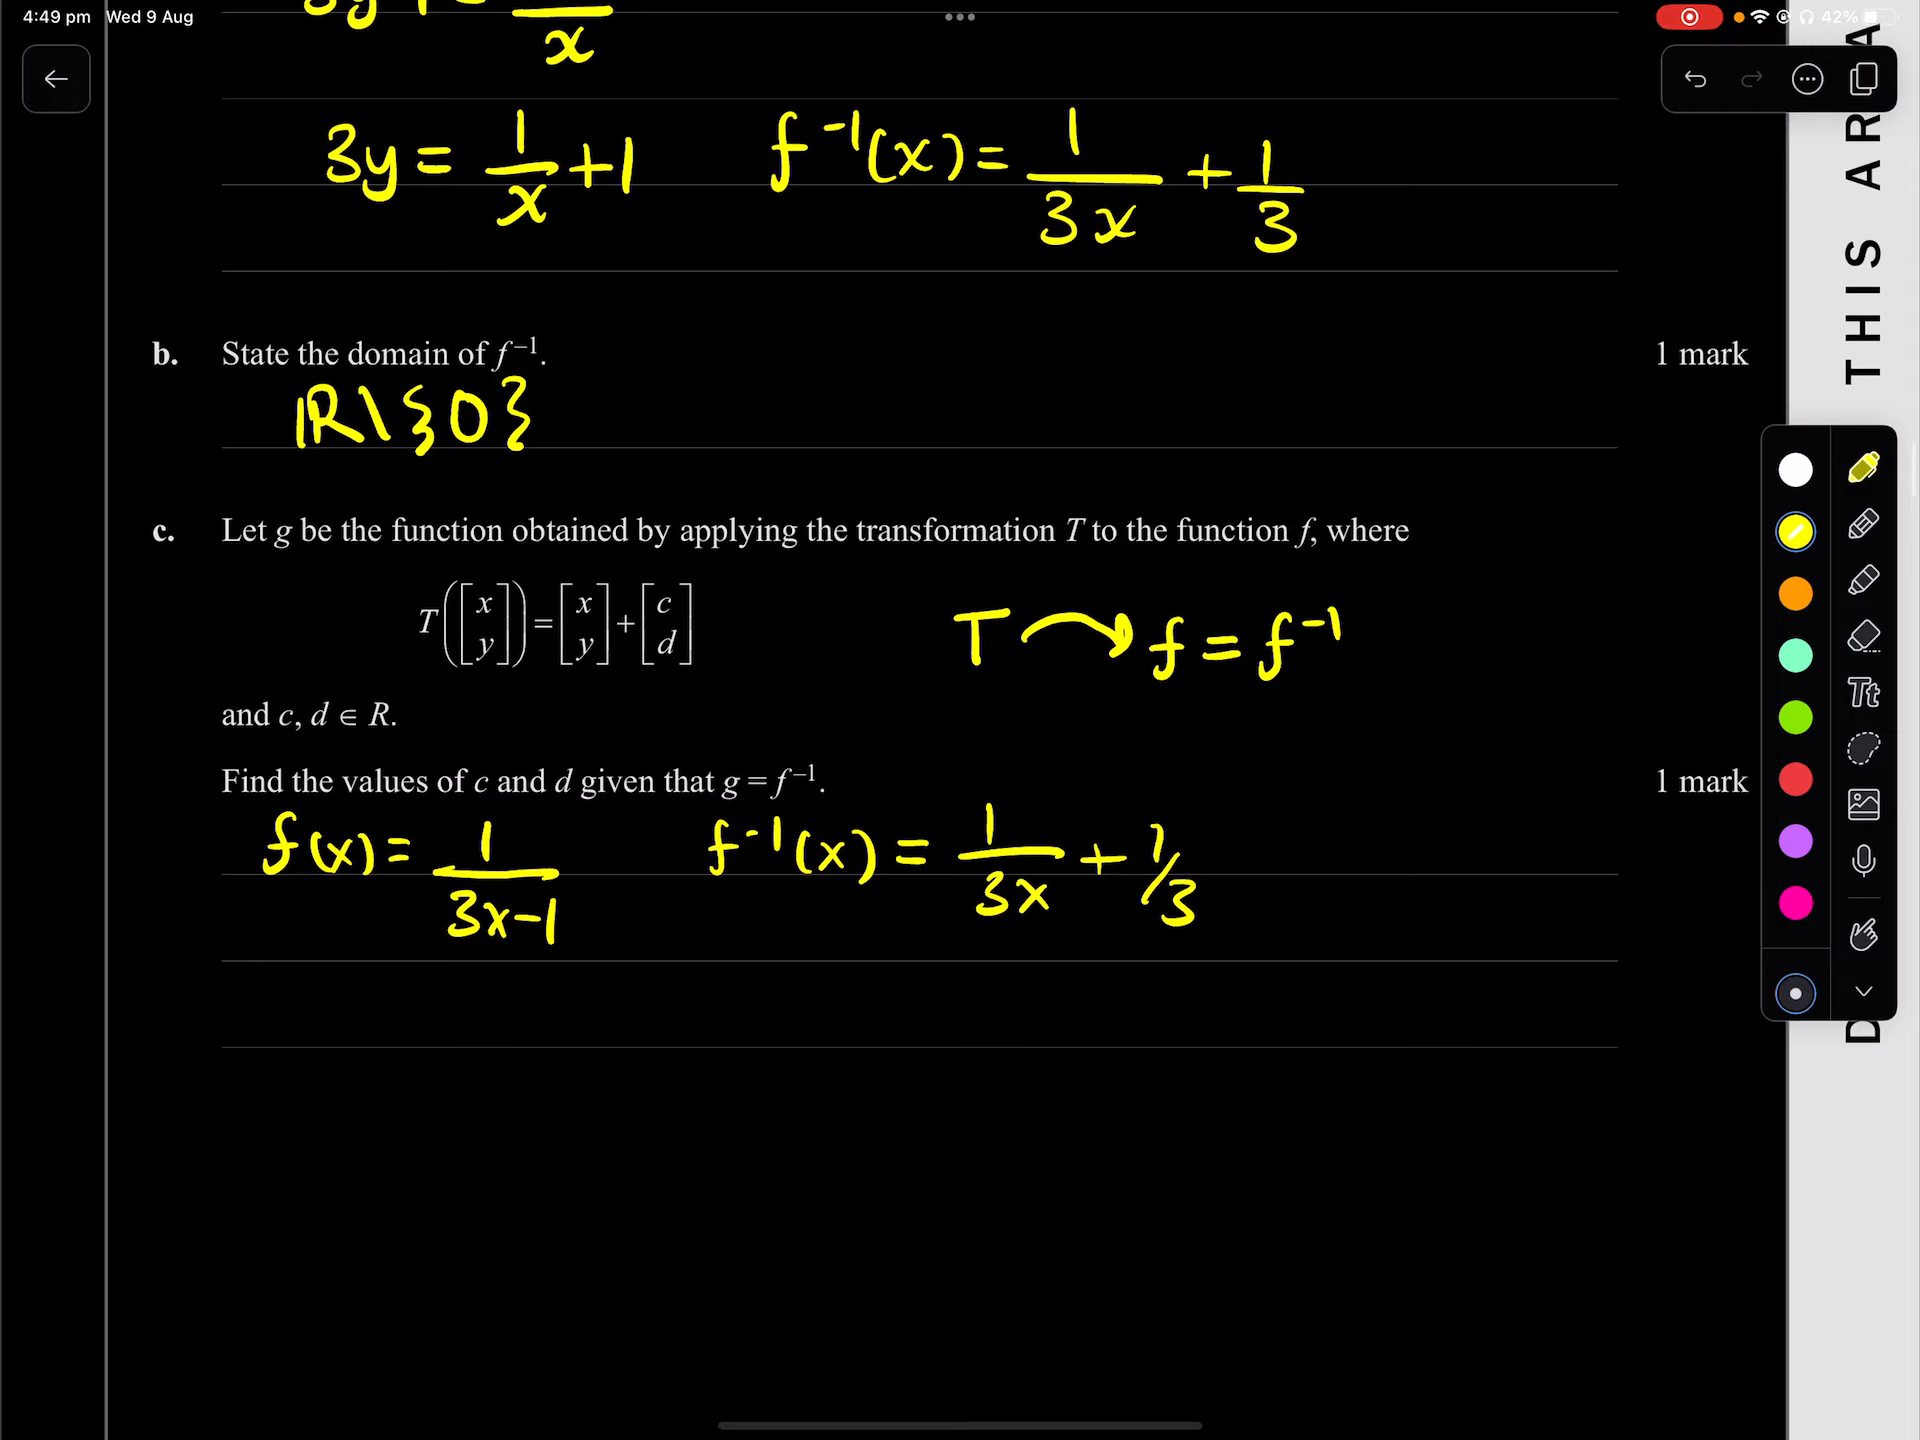 4:49 pm Wed 9 Aug 42%
x
3y = 1/x + 1 f⁻¹(x) = 1/3x + 1/3
b. State the domain of f⁻¹. 1 mark
ℝ\{0}
c. Let g be the function obtained by applying the transformation T to the function f, where
T([x y]) = [x y] + [c d]
T f = f⁻¹
and c, d ∈ R.
Find the values of c and d given that g = f⁻¹. 1 mark
f(x) = 1/3x-1 f⁻¹(x) = 1/3x + 1/3
THIS
Tt